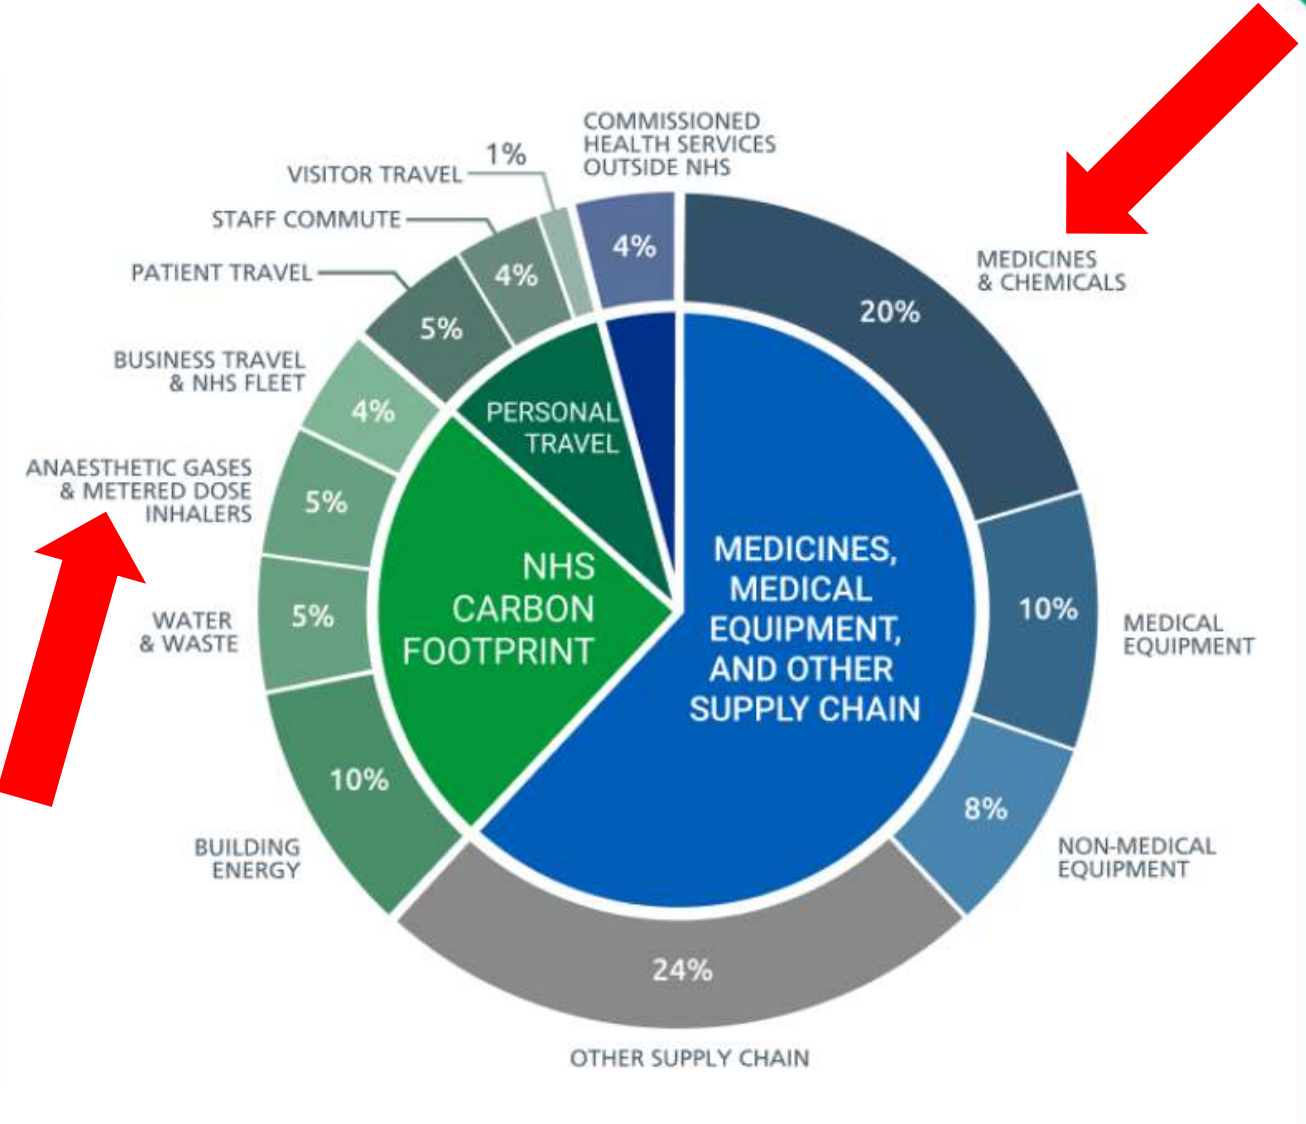 COMMISSIONED
HEALTH SERVICES
OUTSIDE NHS
1%
VISITOR TRAVEL
STAFF COMMUTE
PATIENT TRAVEL
BUSINESS TRAVEL
& NHS FLEET
ANAESTHETIC GASES
& METERED DOSE
INHALERS
WATER
& WASTE
BUILDING
ENERGY
4%
4%
5%
4%
5%
5%
10%
PERSONAL
TRAVEL
NHS
CARBON
FOOTPRINT
MEDICINES,
MEDICAL
EQUIPMENT,
AND OTHER
SUPPLY CHAIN
20%
MEDICINES
& CHEMICALS
10%
MEDICAL
EQUIPMENT
8%
NON-MEDICAL
EQUIPMENT
24%
OTHER SUPPLY CHAIN